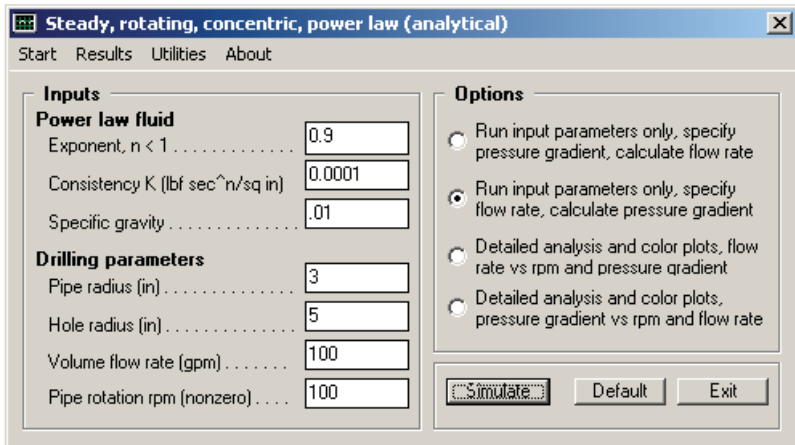 Steady, rotating, concentric, power law (analytical)
Start Results Utilities About
Inputs
Power law fluid
Exponent, n < 1 . . . . . . . . . . . . . 0.9
Consistency K (lbf sec^n/sq in) 0.0001
Specific gravity . . . . . . . . . . . . . . .01
Drilling parameters
Pipe radius (in) . . . . . . . . . . . . . . 3
Hole radius (in) . . . . . . . . . . . . . . 5
Volume flow rate (gpm) . . . . . . . 100
Pipe rotation rpm (nonzero) . . . . 100
Options
Run input parameters only, specify
pressure gradient, calculate flow rate
Run input parameters only, specify
flow rate, calculate pressure gradient
Detailed analysis and color plots, flow
rate vs rpm and pressure gradient
Detailed analysis and color plots,
pressure gradient vs rpm and flow rate
Simulate Default Exit